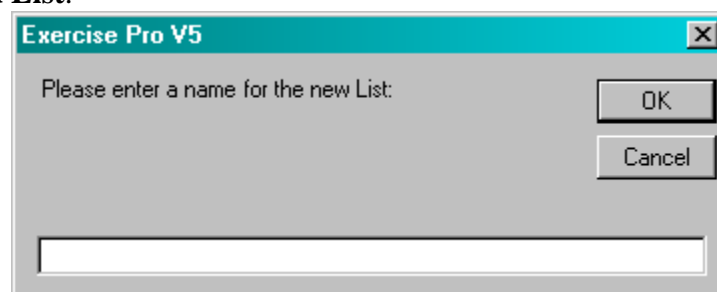 List.
Exercise Pro V5
Please enter a name for the new List:
OK
Cancel